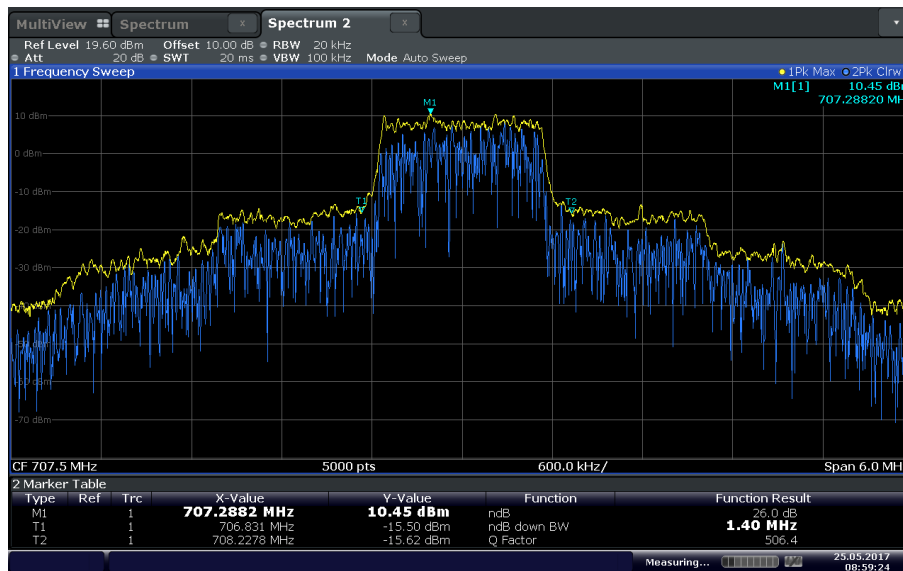 MultiView Spectrum x Spectrum 2 x
Ref Level 19.60 dBm Offset 10.00 dB RBW 20 kHz
Att 20 dB SWT 20 ms VBW 100 kHz Mode Auto Sweep
1 Frequency Sweep 1Pk Max 2Pk Clrw
M1[1] 10.45 dBm
707.28820 MH
M1
10 dBm
0 dBm
-10 dBm
T1 T2
-20 dBm
-30 dBm
-70 dBm
CF 707.5 MHz 5000 pts 600.0 kHz/ Span 6.0 MH
2 Marker Table
Type Ref Trc X-Value Y-Value Function Function Result
M1 1 707.2882 MHz 10.45 dBm ndB 26.0 dB
T1 1 706.831 MHz -15.50 dBm ndB down BW 1.40 MHz
T2 1 708.2278 MHz -15.62 dBm Q Factor 506.4
Measuring... 25.05.2017
08:59:24